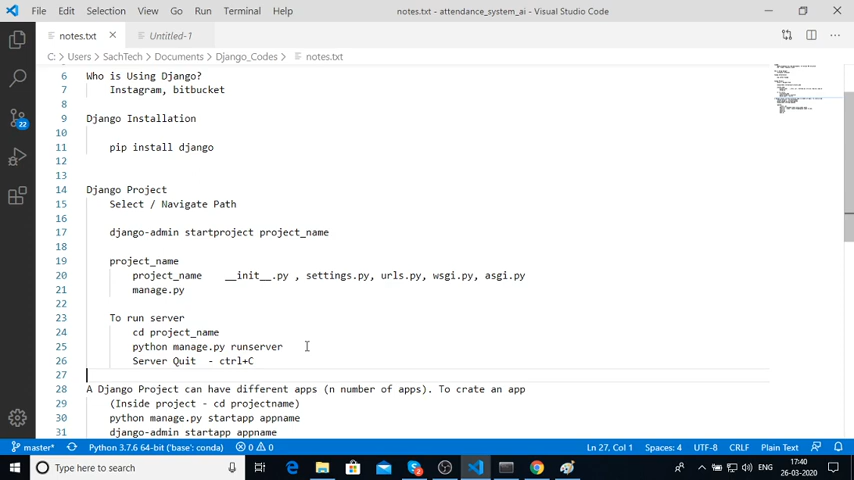 File Edit Selection View Go Run Terminal Help
notes.txt - attendance_system_ai - Visual Studio Code
notes.txt
Untitled-1
C: > Users > SachTech > Documents > Django_Codes > notes.txt
6 Who is Using Django?
7 Instagram, bitbucket
8
9 Django Installation
10
11 pip install django
12
13
14 Django Project
15 Select / Navigate Path
16
17 django-admin startproject project_name
18
19 project_name
20 project_name __init__.py , settings.py, urls.py, wsgi.py, asgi.py
21 manage.py
22
23 To run server
24 cd project_name
25 python manage.py runserver
26 Server Quit - ctrl+C
27
28 A Django Project can have different apps (n number of apps). To crate an app
29 (Inside project - cd projectname)
30 python manage.py startapp appname
31 django-admin startapp appname
22
master*
Python 3.7.6 64-bit ('base': conda)
0
0
Ln 27, Col 1
Spaces: 4
UTF-8
CRLF
Plain Text
Type here to search
ENG
17:40
26-03-2020